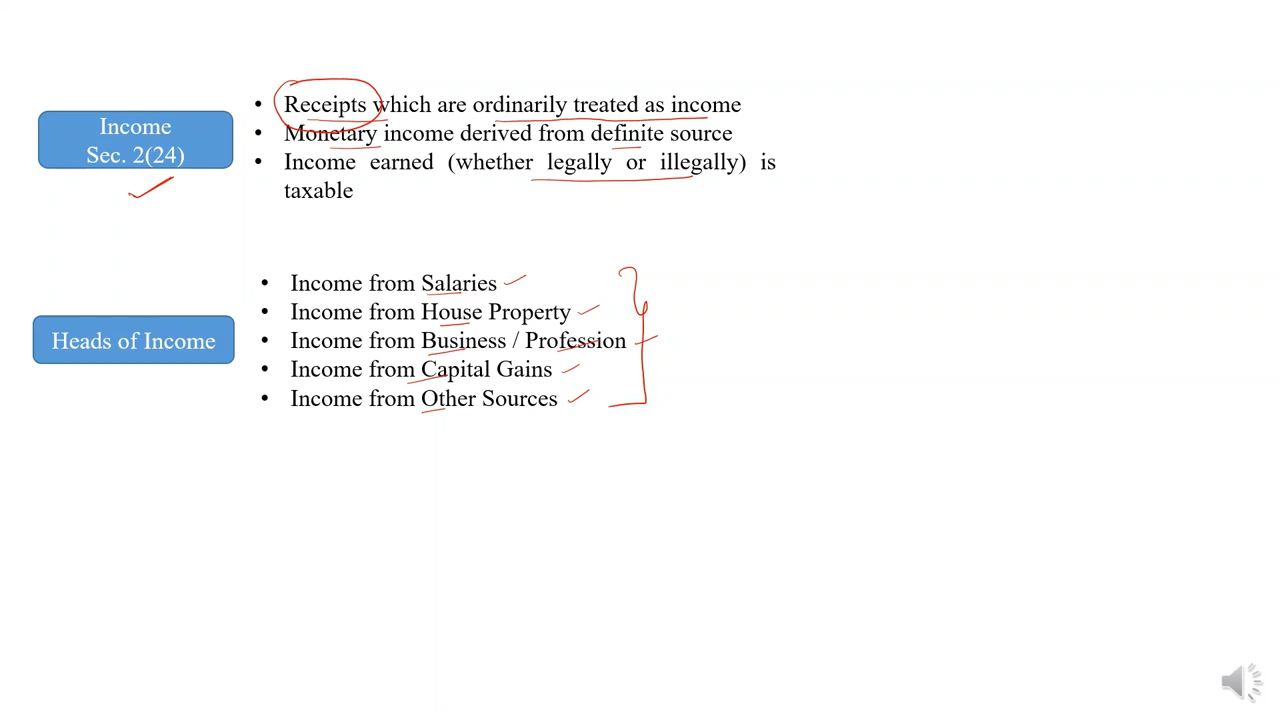 Income
Sec. 2(24)
• Receipts which are ordinarily treated as income
• Monetary income derived from definite source
• Income earned (whether legally or illegally) is
taxable
Heads of Income
• Income from Salaries
• Income from House Property
• Income from Business / Profession
• Income from Capital Gains
• Income from Other Sources